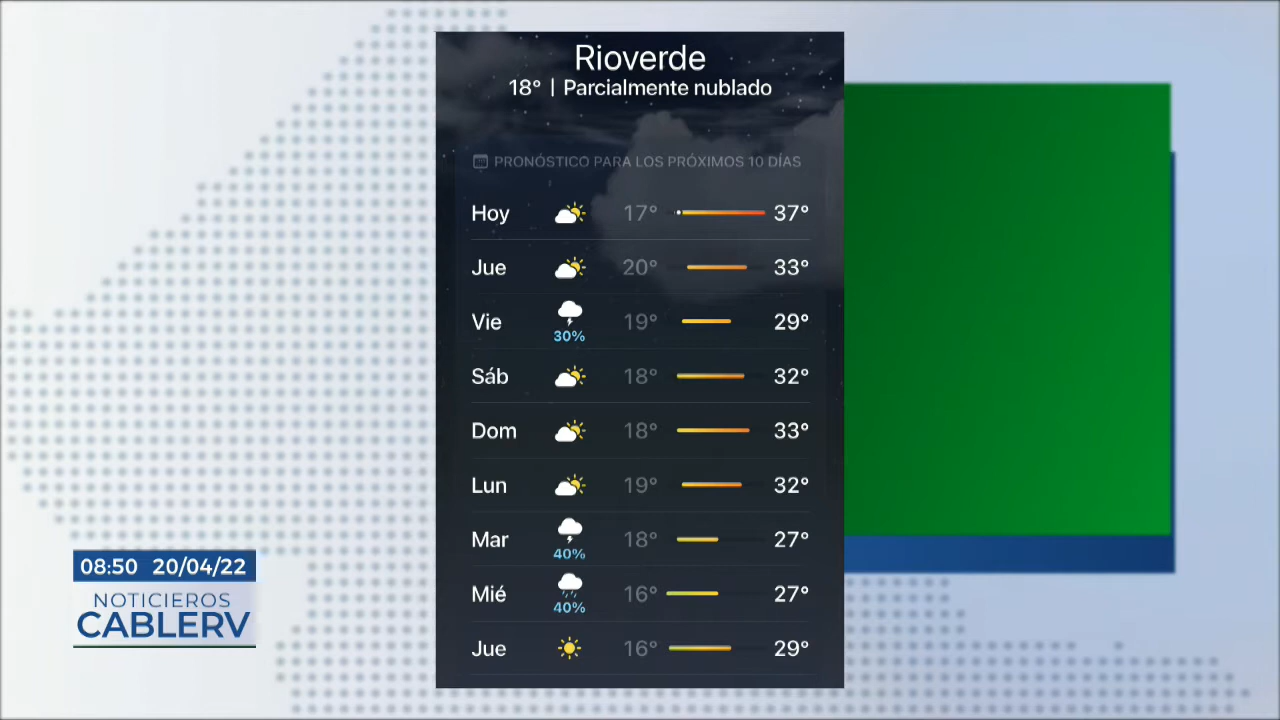 Rioverde
18° | Parcialmente nublado
PRONÓSTICO PARA LOS PRÓXIMOS 10 DÍAS
Hoy 17° 37°
Jue 20° 33°
Vie 30% 19° 29°
Sáb 18° 32°
Dom 18° 33°
Lun 19° 32°
Mar 40% 18° 27°
Mié 40% 16° 27°
Jue 16° 29°
08:50 20/04/22
NOTICIEROS
CABLERV